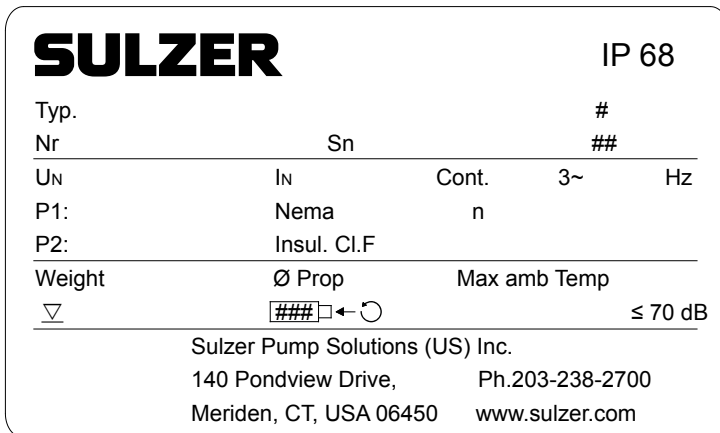 SULZER IP 68
Typ. #
Nr Sn ##
UN IN Cont. 3~ Hz
P1: Nema n
P2: Insul. Cl.F
Weight Ø Prop Max amb Temp
### ≤ 70 dB
Sulzer Pump Solutions (US) Inc.
140 Pondview Drive, Ph.203-238-2700
Meriden, CT, USA 06450 www.sulzer.com